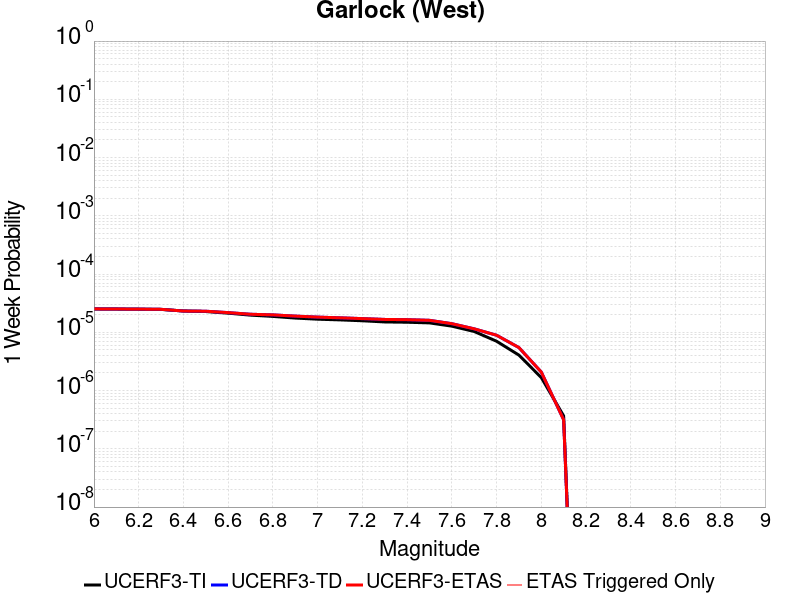 Garlock (West)
10^0
10^-1
10^-2
10^-3
10^-4
10^-5
10^-6
10^-7
10^-8
1 Week Probability
6 6.2 6.4 6.6 6.8 7 7.2 7.4 7.6 7.8 8 8.2 8.4 8.6 8.8 9
Magnitude
UCERF3-TI UCERF3-TD UCERF3-ETAS ETAS Triggered Only